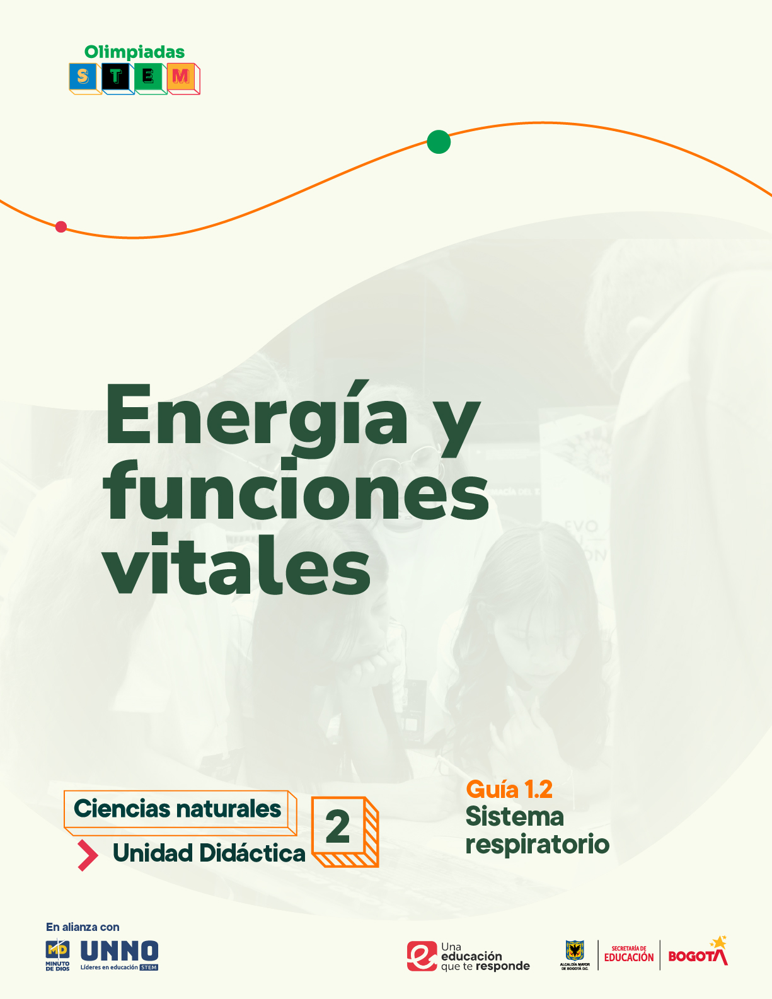 Olimpiadas
STEM
Energía y
funciones
vitales
Ciencias naturales
Unidad Didáctica
2
Guía 1.2
Sistema
respiratorio
En alianza con
MD
MINUTO
DE DIOS
UNNO
Líderes en educación STEM
Una
educación
que te responde
ALCALDÍA MAYOR
DE BOGOTÁ D.C.
SECRETARÍA DE
EDUCACIÓN
BOGOTÁ